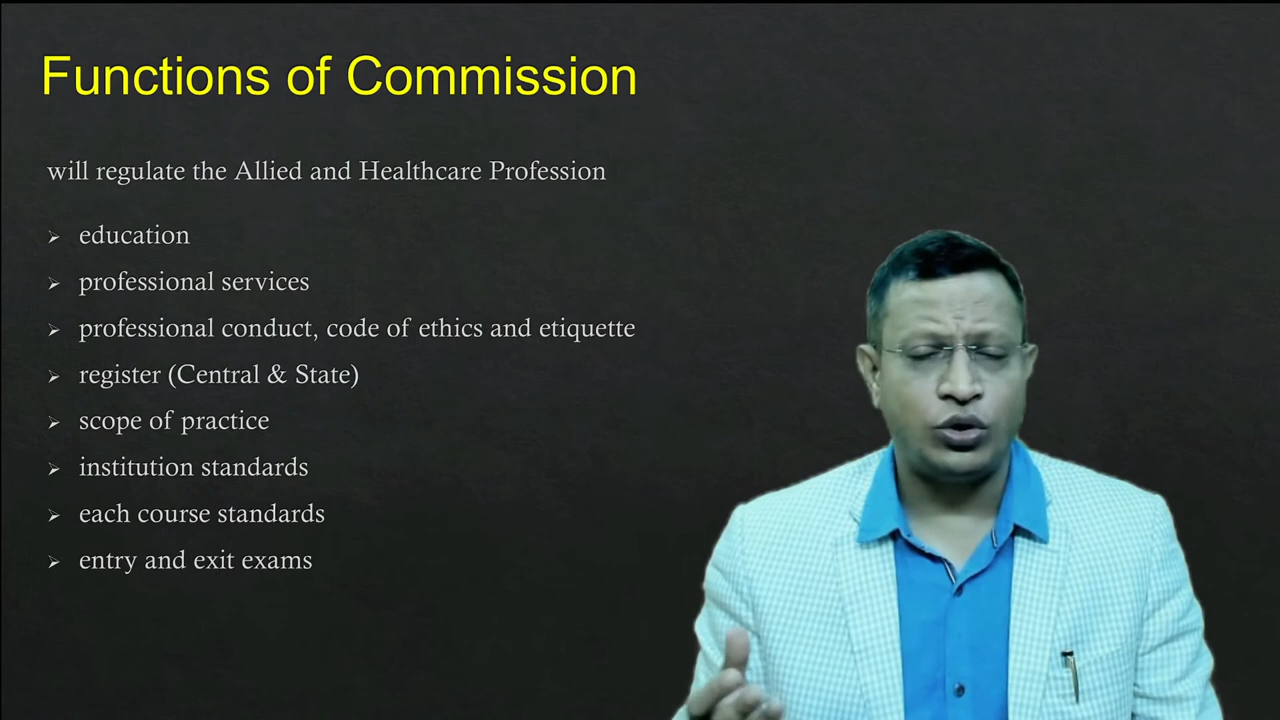 Functions of Commission
will regulate the Allied and Healthcare Profession
education
professional services
professional conduct, code of ethics and etiquette
register (Central & State)
scope of practice
institution standards
each course standards
entry and exit exams